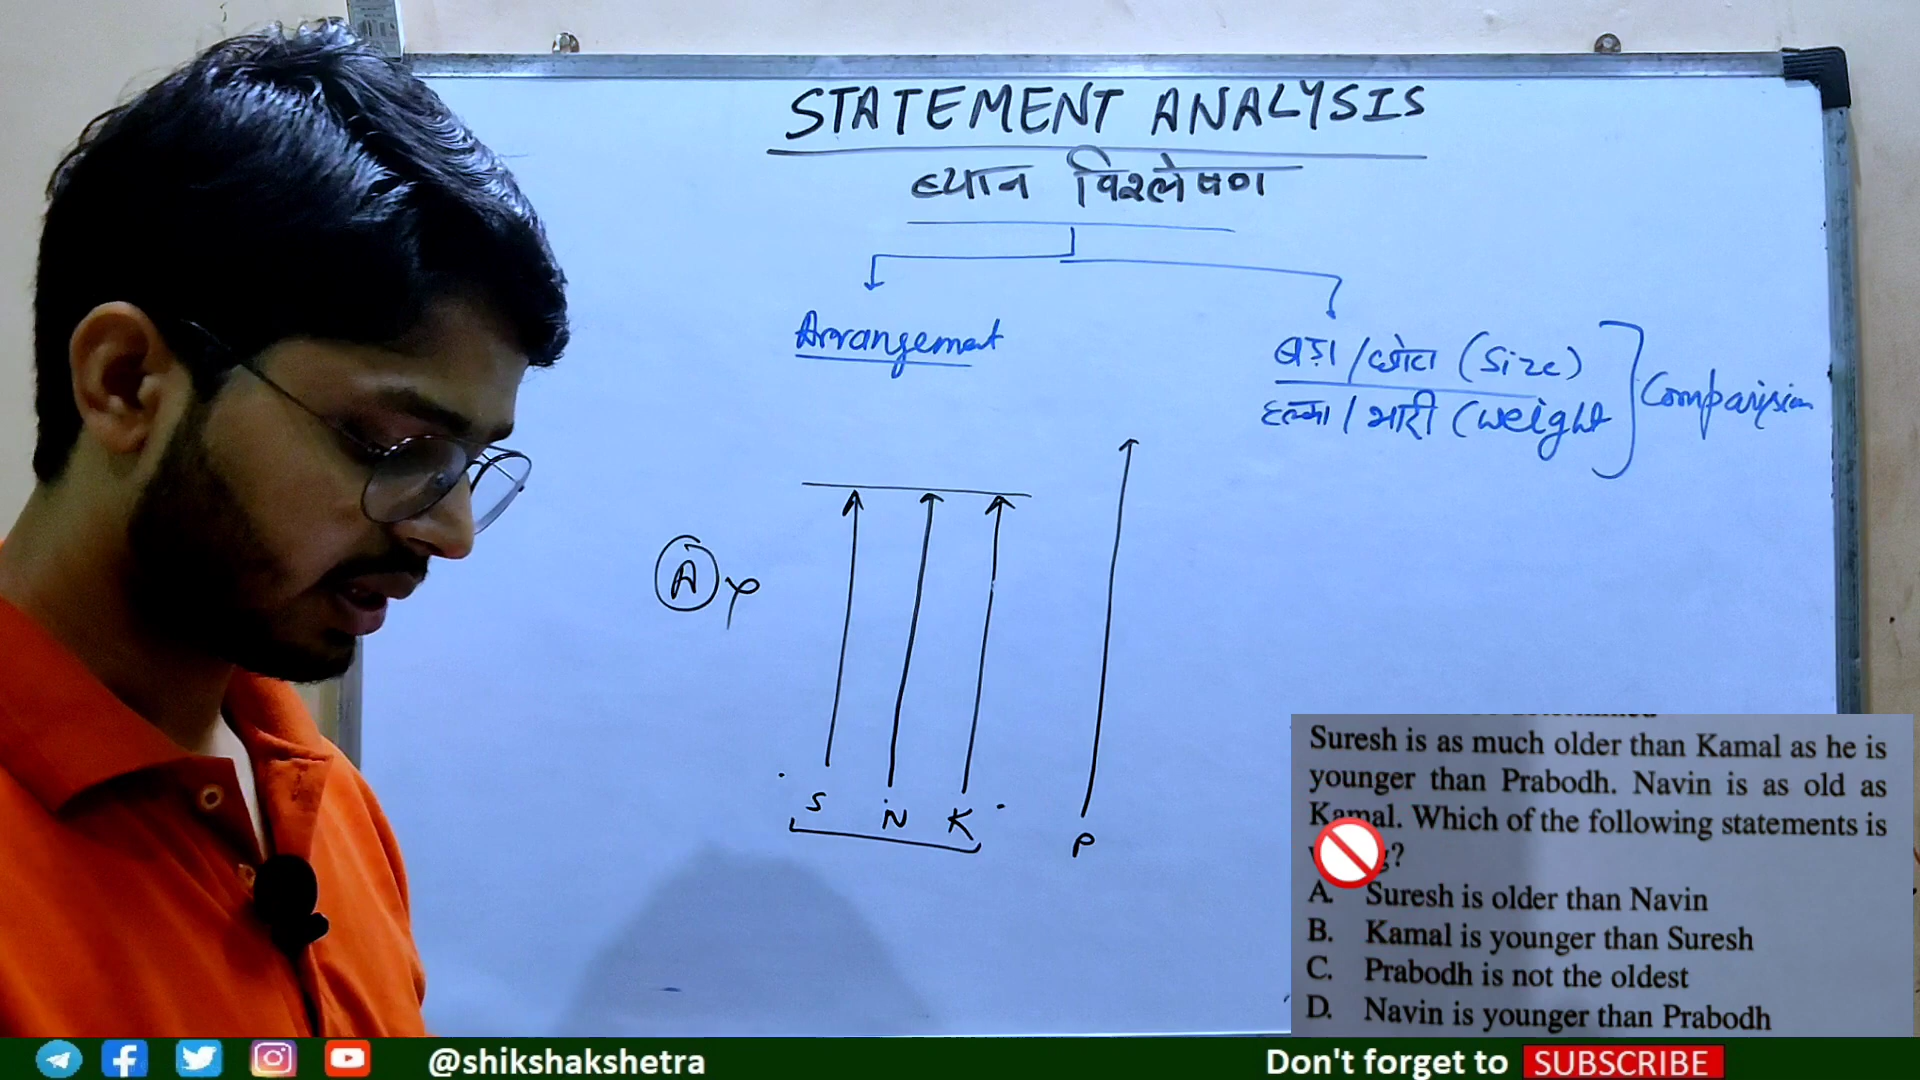 STATEMENT ANALYSIS
ध्यान विश्लेषण
Arrangement
बड़ा/छोटा (Size)
हल्का/भारी (weight
Comparision
A
S N K P
Suresh is as much older than Kamal as he is
younger than Prabodh. Navin is as old as
Kamal. Which of the following statements is
?
A. Suresh is older than Navin
B. Kamal is younger than Suresh
C. Prabodh is not the oldest
D. Navin is younger than Prabodh
@shikshakshetra
Don't forget to SUBSCRIBE